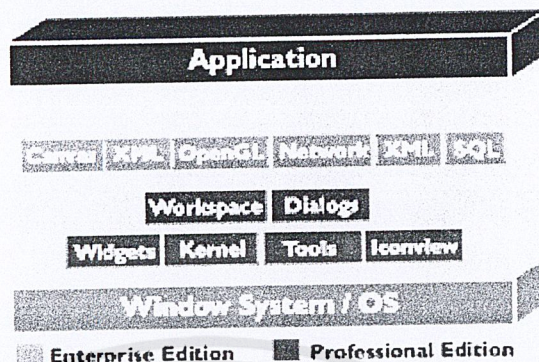 Application
Canvas XML OpenGL Network XML SQL
Workspace Dialogs
Widgets Kernel Tools Iconview
Window System / OS
Enterprise Edition Professional Edition